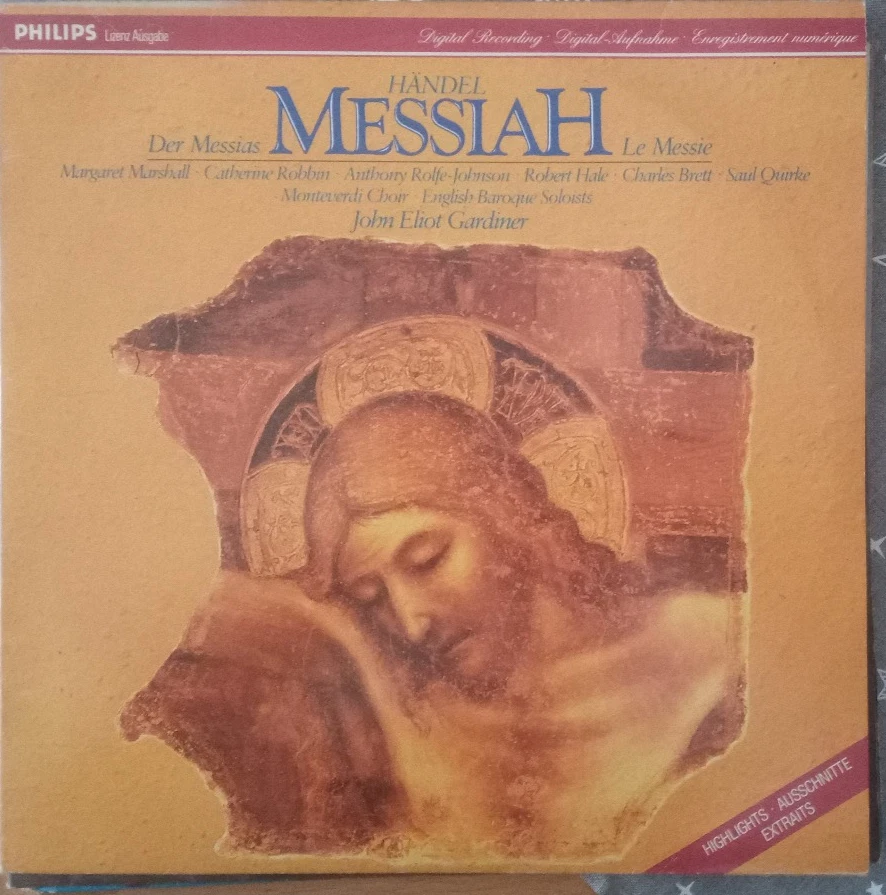 PHILIPS Lizenz Ausgabe Digital Recording · Digital-Aufnahme · Enregistrement numérique
HÄNDEL
Der Messias MESSIAH Le Messie
Margaret Marshall · Catherine Robbin · Anthony Rolfe-Johnson · Robert Hale · Charles Brett · Saul Quirke
Monteverdi Choir · English Baroque Soloists
John Eliot Gardiner
HIGHLIGHTS · AUSSCHNITTE
EXTRAITS